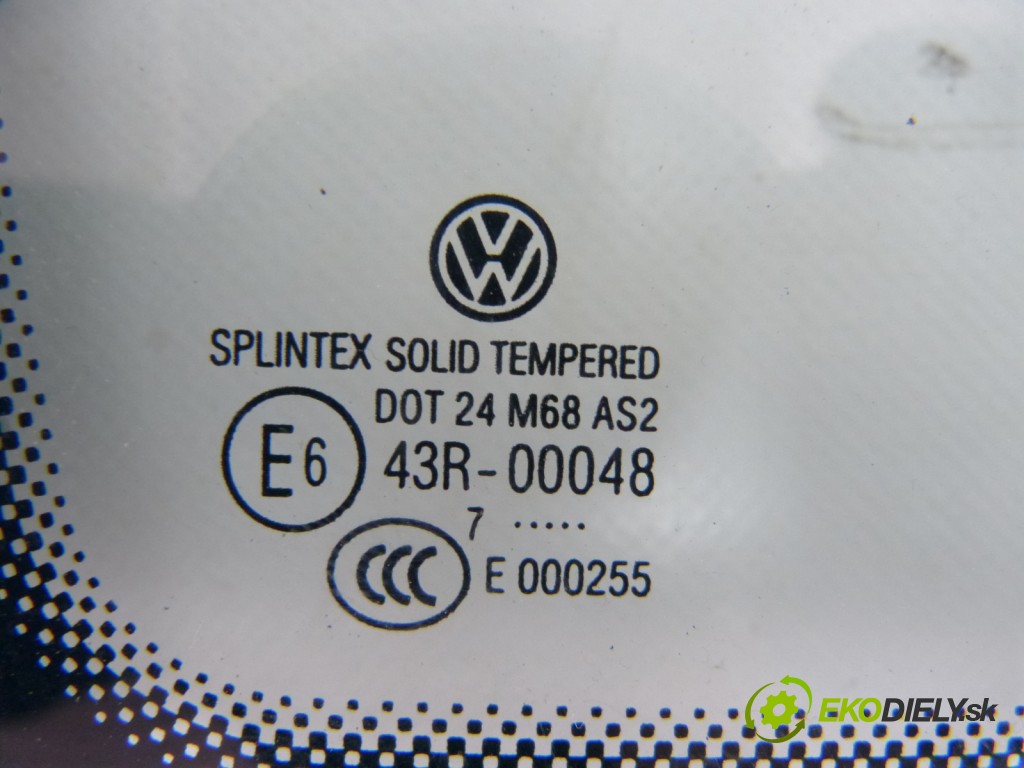 SPLINTEX SOLID TEMPERED
DOT 24 M68 AS2
E6 43R-00048
7 .....
CCC E 000255
EKODIELY.sk